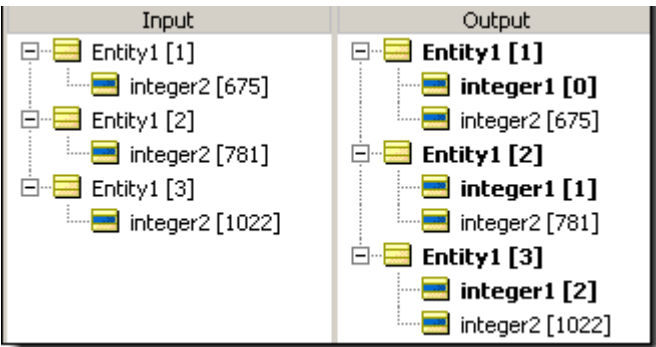 Input
Entity1 [1]
integer2 [675]
Entity1 [2]
integer2 [781]
Entity1 [3]
integer2 [1022]
Output
Entity1 [1]
integer1 [0]
integer2 [675]
Entity1 [2]
integer1 [1]
integer2 [781]
Entity1 [3]
integer1 [2]
integer2 [1022]